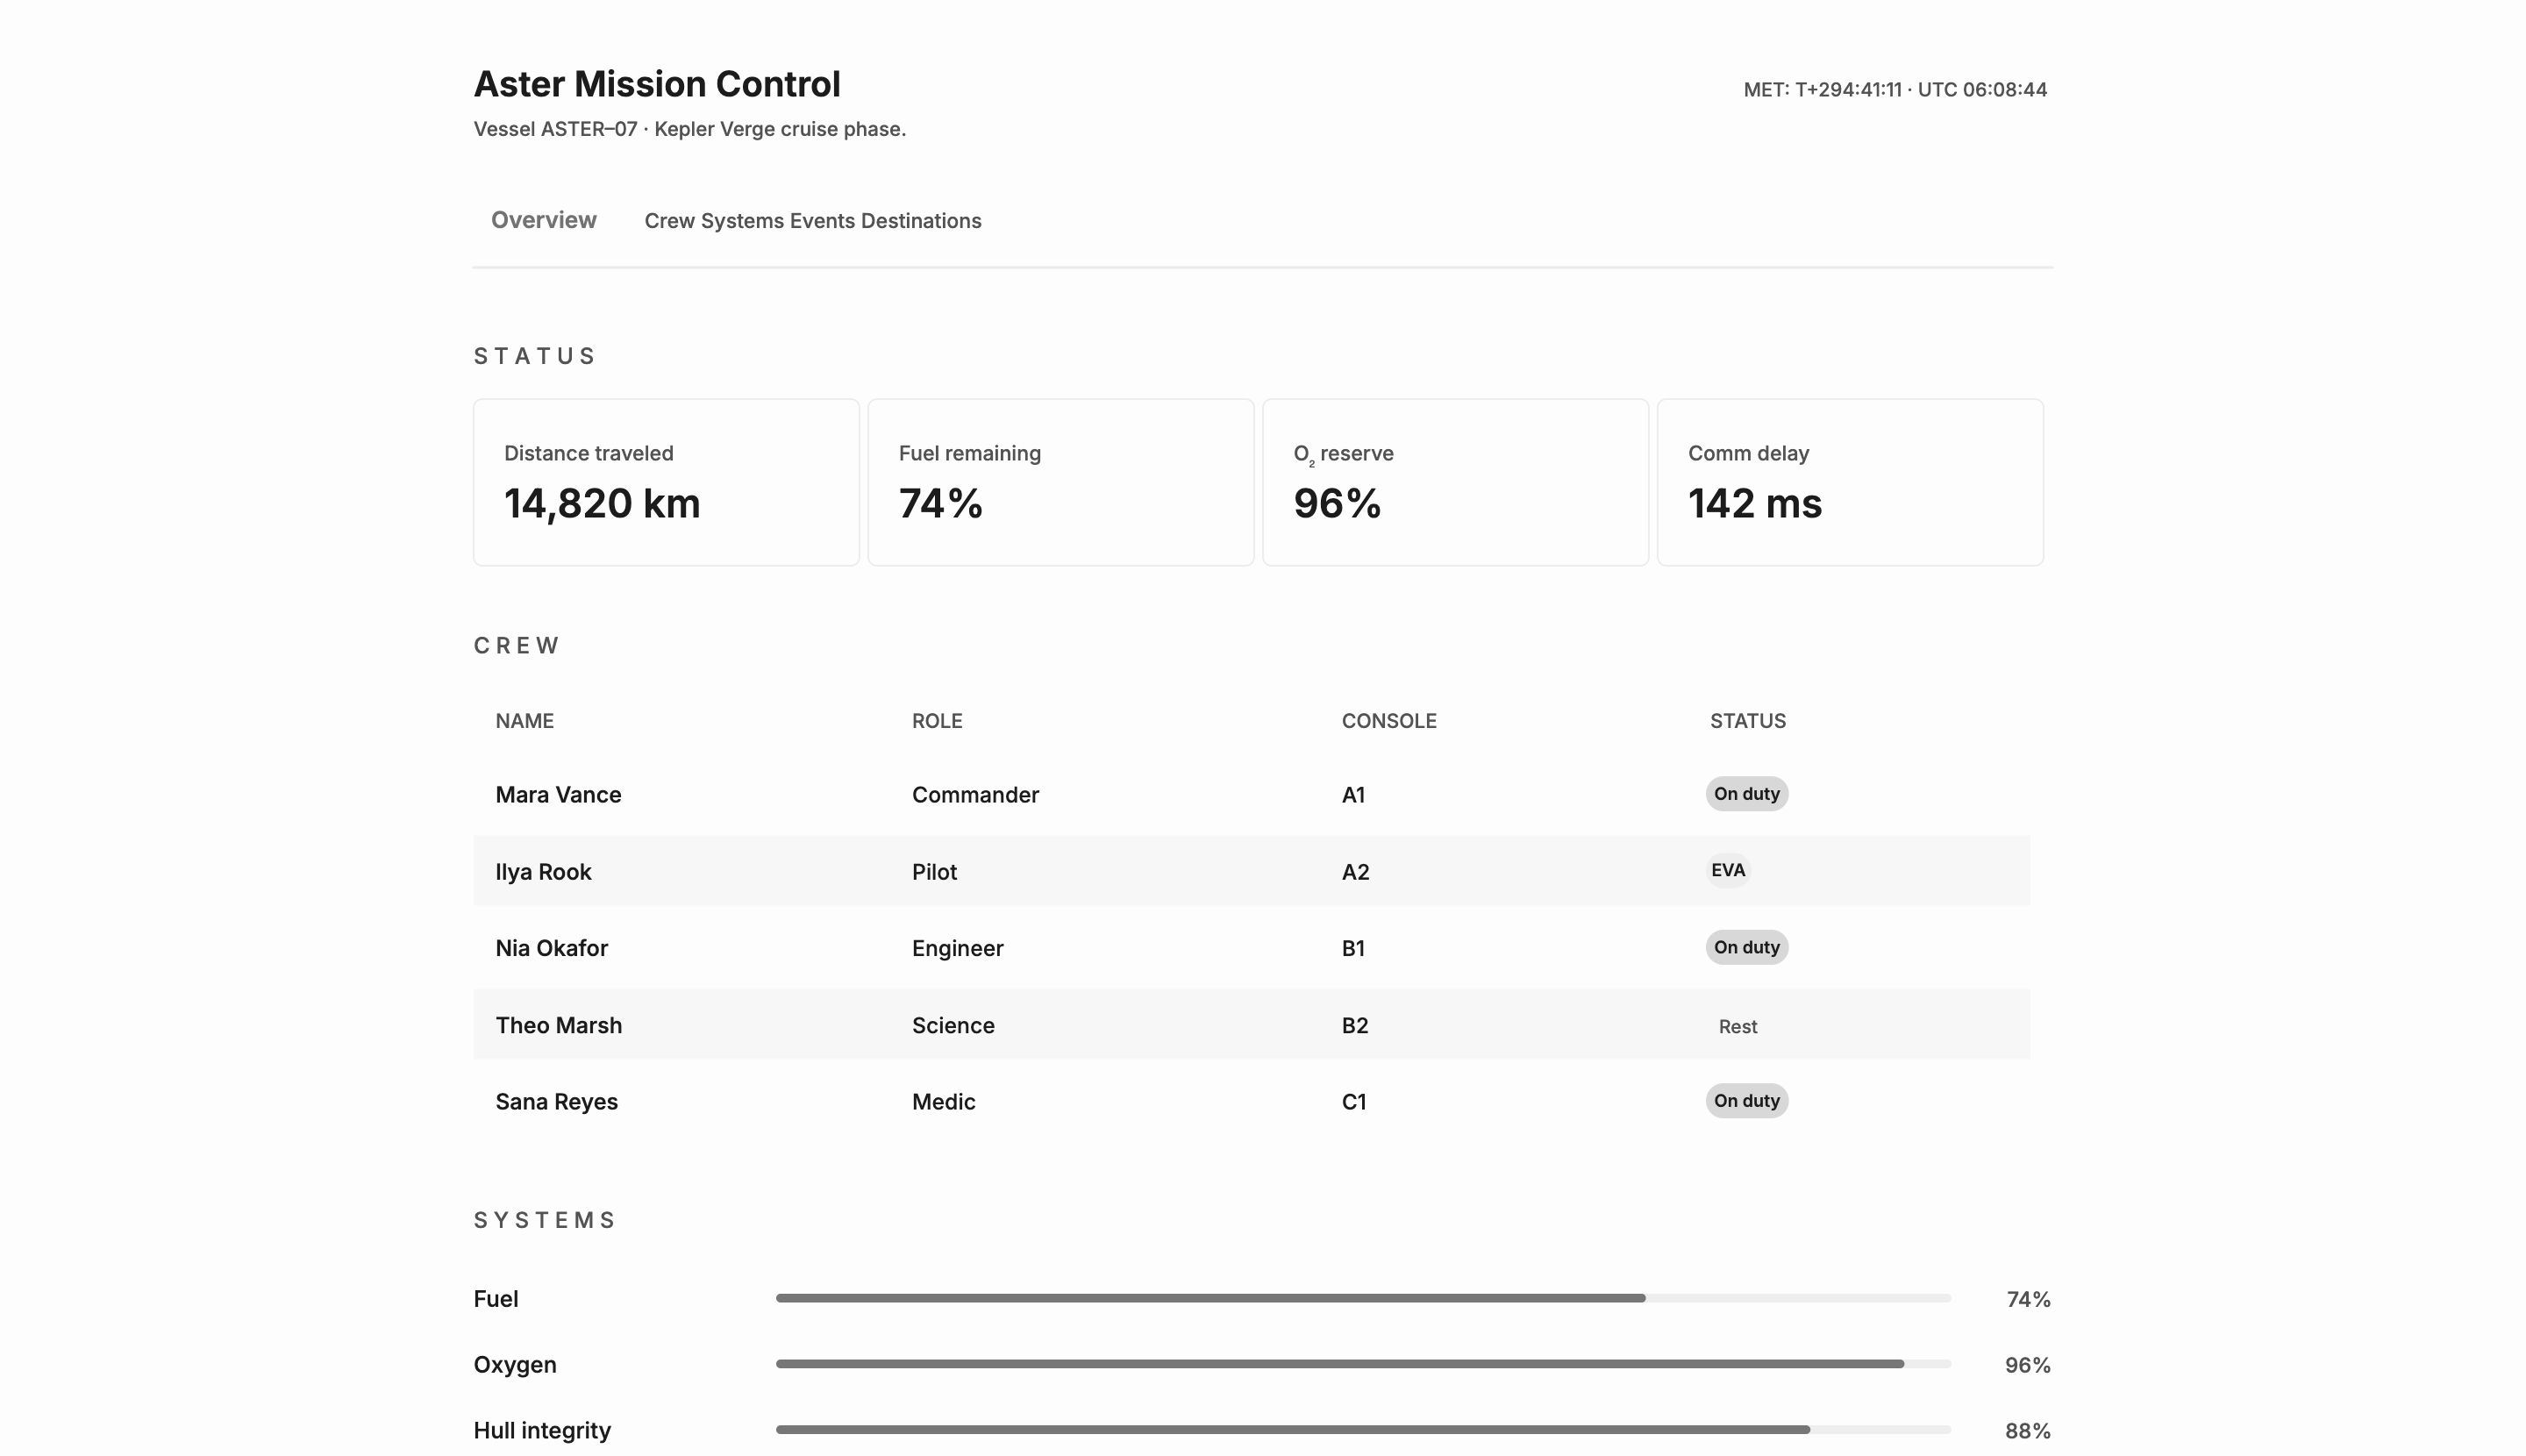 Aster Mission Control
MET: T+294:41:11 · UTC 06:08:44
Vessel ASTER–07 · Kepler Verge cruise phase.
Overview Crew Systems Events Destinations
STATUS
Distance traveled Fuel remaining O₂ reserve Comm delay
14,820 km 74% 96% 142 ms
CREW
NAME ROLE CONSOLE STATUS
Mara Vance Commander A1 On duty
Ilya Rook Pilot A2 EVA
Nia Okafor Engineer B1 On duty
Theo Marsh Science B2 Rest
Sana Reyes Medic C1 On duty
SYSTEMS
Fuel 74%
Oxygen 96%
Hull integrity 88%